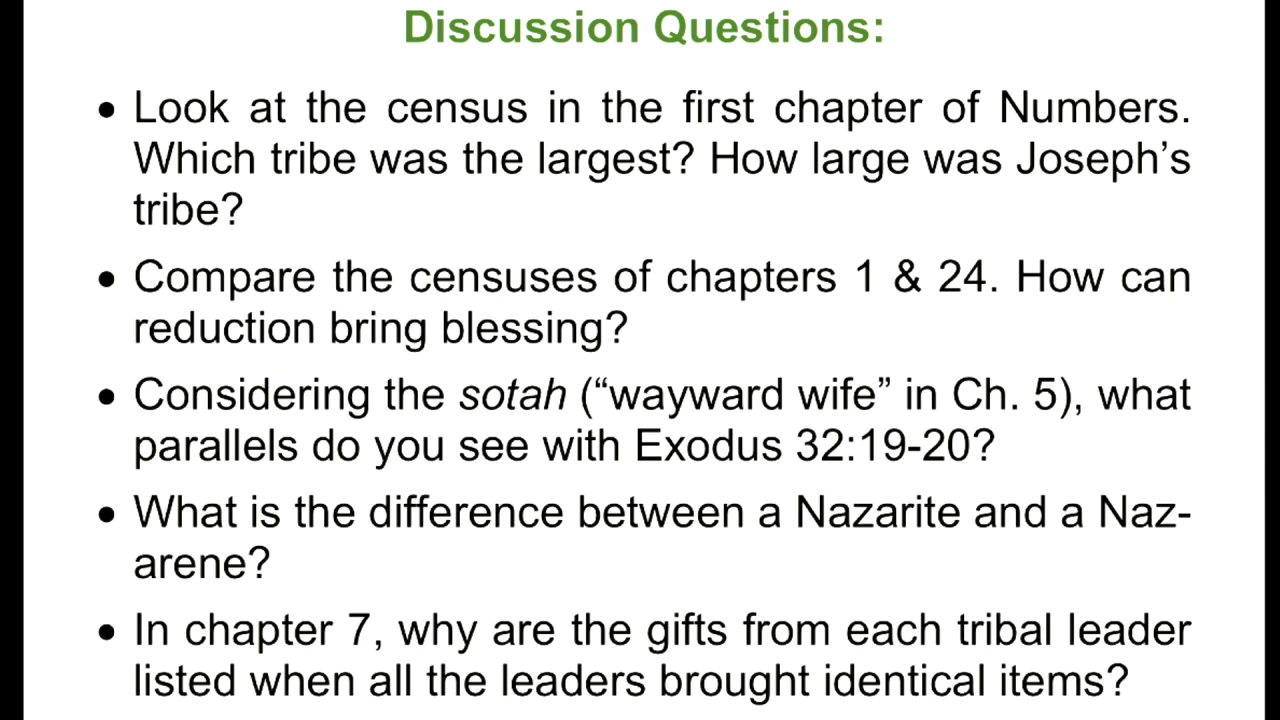 Discussion Questions:
• Look at the census in the first chapter of Numbers.
Which tribe was the largest? How large was Joseph’s
tribe?
• Compare the censuses of chapters 1 & 24. How can
reduction bring blessing?
• Considering the sotah (“wayward wife” in Ch. 5), what
parallels do you see with Exodus 32:19-20?
• What is the difference between a Nazarite and a Naz-
arene?
• In chapter 7, why are the gifts from each tribal leader
listed when all the leaders brought identical items?